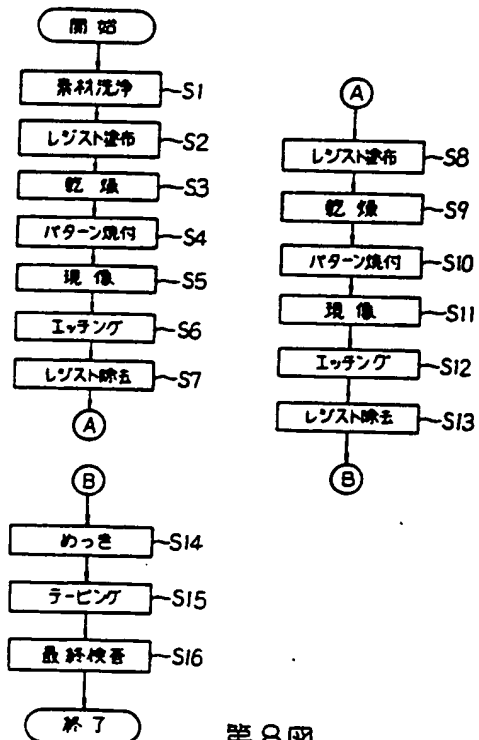 開始
素材洗浄 S1
レジスト塗布 S2
乾燥 S3
パターン焼付 S4
現像 S5
エッチング S6
レジスト除去 S7
A
A
レジスト塗布 S8
乾燥 S9
パターン焼付 S10
現像 S11
エッチング S12
レジスト除去 S13
B
B
めっき S14
テーピング S15
最終検査 S16
終了
第8図